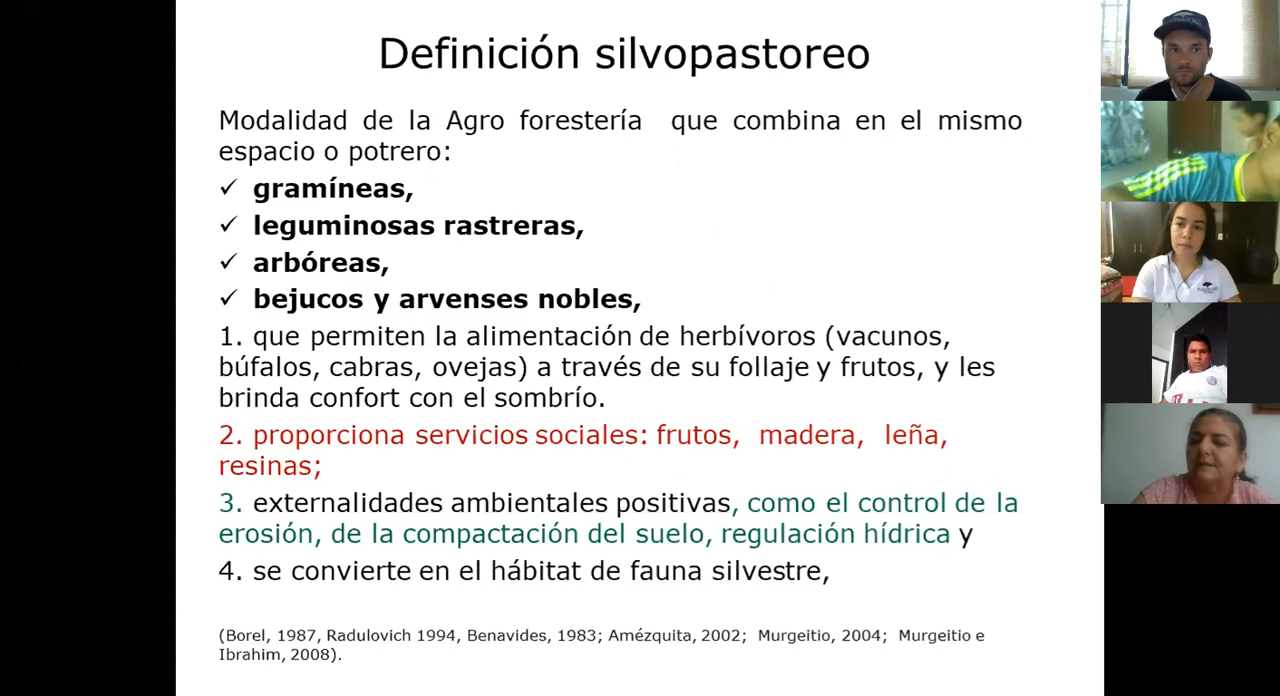 Definición silvopastoreo
Modalidad de la Agro forestería que combina en el mismo
espacio o potrero:
✓ gramíneas,
✓ leguminosas rastreras,
✓ arbóreas,
✓ bejucos y arvenses nobles,
1. que permiten la alimentación de herbívoros (vacunos,
búfalos, cabras, ovejas) a través de su follaje y frutos, y les
brinda confort con el sombrío.
2. proporciona servicios sociales: frutos, madera, leña,
resinas;
3. externalidades ambientales positivas, como el control de la
erosión, de la compactación del suelo, regulación hídrica y
4. se convierte en el hábitat de fauna silvestre,
(Borel, 1987, Radulovich 1994, Benavides, 1983; Amézquita, 2002; Murgeitio, 2004; Murgeitio e
Ibrahim, 2008).